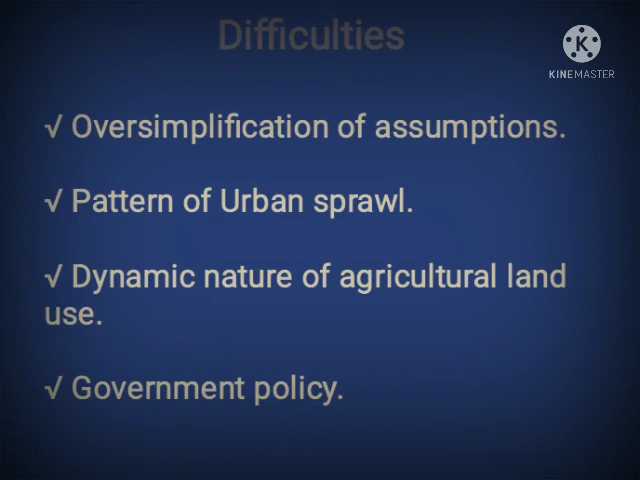 Difficulties
K
KINEMASTER
√ Oversimplification of assumptions.
√ Pattern of Urban sprawl.
√ Dynamic nature of agricultural land
use.
√ Government policy.